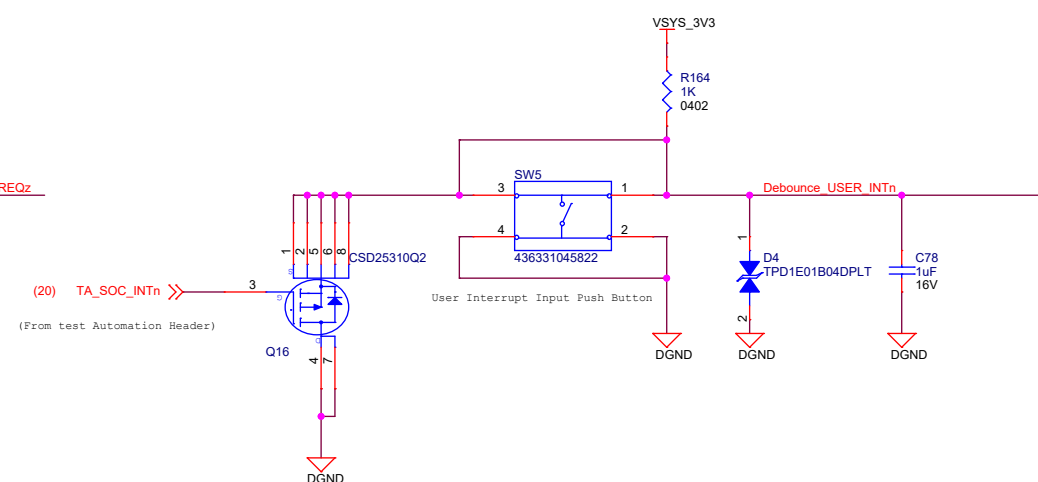 VSYS_3V3
R164
1K
0402
REQz
SW5
3
1
Debounce_USER_INTn
4
2
436331045822
1
2
5
6
8
CSD25310Q2
S
(20)
TA_SOC_INTn
3
G
(From test Automation Header)
User Interrupt Input Push Button
1
D4
TPD1E01B04DPLT
2
C78
1uF
16V
D
Q16
4
7
DGND
DGND
DGND
DGND